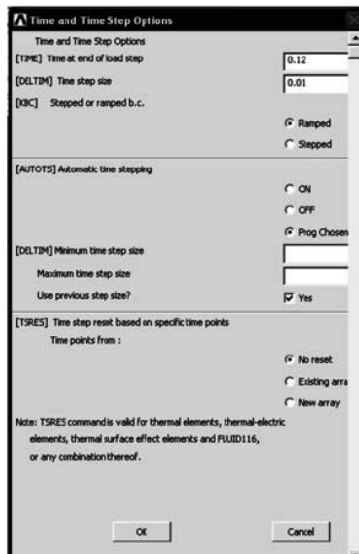 Time and Time Step Options
Time and Time Step Options
[TIME] Time at end of load step 0.12
[DELTIM] Time step size 0.01
[KBC] Stepped or ramped b.c.
Ramped
Stepped
[AUTOTS] Automatic time stepping
ON
OFF
Prog Chosen
[DELTIM] Minimum time step size
Maximum time step size
Use previous step size? Yes
[TSRES] Time step reset based on specific time points
Time points from :
No reset
Existing arra
New array
Note: TSRES command is valid for thermal elements, thermal-electric
elements, thermal surface effect elements and FLUID116,
or any combination thereof.
OK Cancel